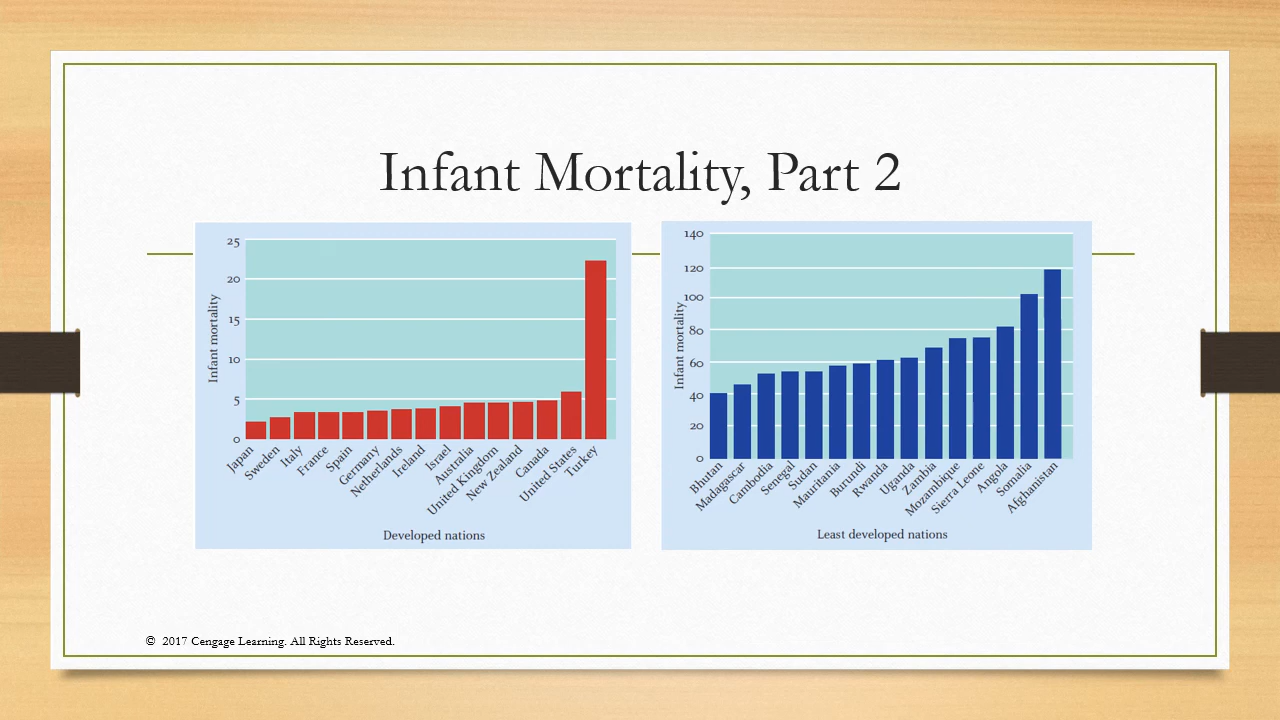 Infant Mortality, Part 2
25
20
15
10
5
0
Infant mortality
Japan
Sweden
Italy
France
Spain
Germany
Netherlands
Ireland
Israel
Australia
United Kingdom
New Zealand
Canada
United States
Turkey
Developed nations
140
120
100
80
60
40
20
0
Infant mortality
Bhutan
Madagascar
Cambodia
Senegal
Sudan
Mauritania
Burundi
Rwanda
Uganda
Zambia
Mozambique
Sierra Leone
Angola
Somalia
Afghanistan
Least developed nations
© 2017 Cengage Learning. All Rights Reserved.